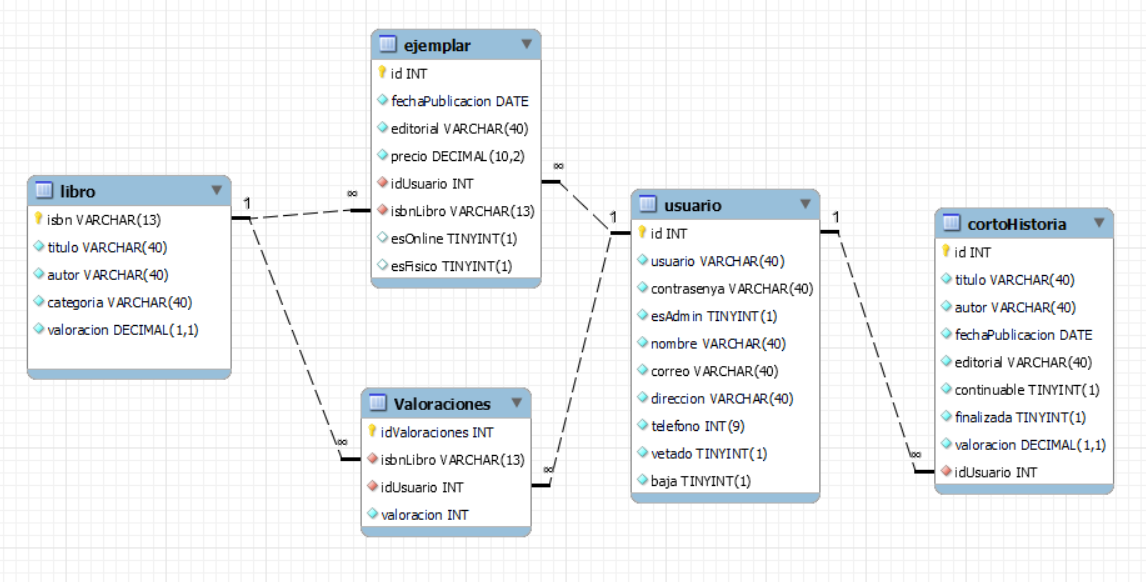 libro
isbn VARCHAR(13)
titulo VARCHAR(40)
autor VARCHAR(40)
categoria VARCHAR(40)
valoracion DECIMAL(1,1)
1
∞
1
∞
∞
∞
1
∞
ejemplar
id INT
fechaPublicacion DATE
editorial VARCHAR(40)
precio DECIMAL(10,2)
idUsuario INT
isbnLibro VARCHAR(13)
esOnline TINYINT(1)
esFisico TINYINT(1)
Valoraciones
idValoraciones INT
isbnLibro VARCHAR(13)
idUsuario INT
valoracion INT
usuario
id INT
usuario VARCHAR(40)
contrasenya VARCHAR(40)
esAdmin TINYINT(1)
nombre VARCHAR(40)
correo VARCHAR(40)
direccion VARCHAR(40)
telefono INT(9)
vetado TINYINT(1)
baja TINYINT(1)
cortoHistoria
id INT
titulo VARCHAR(40)
autor VARCHAR(40)
fechaPublicacion DATE
editorial VARCHAR(40)
continuable TINYINT(1)
finalizada TINYINT(1)
valoracion DECIMAL(1,1)
idUsuario INT